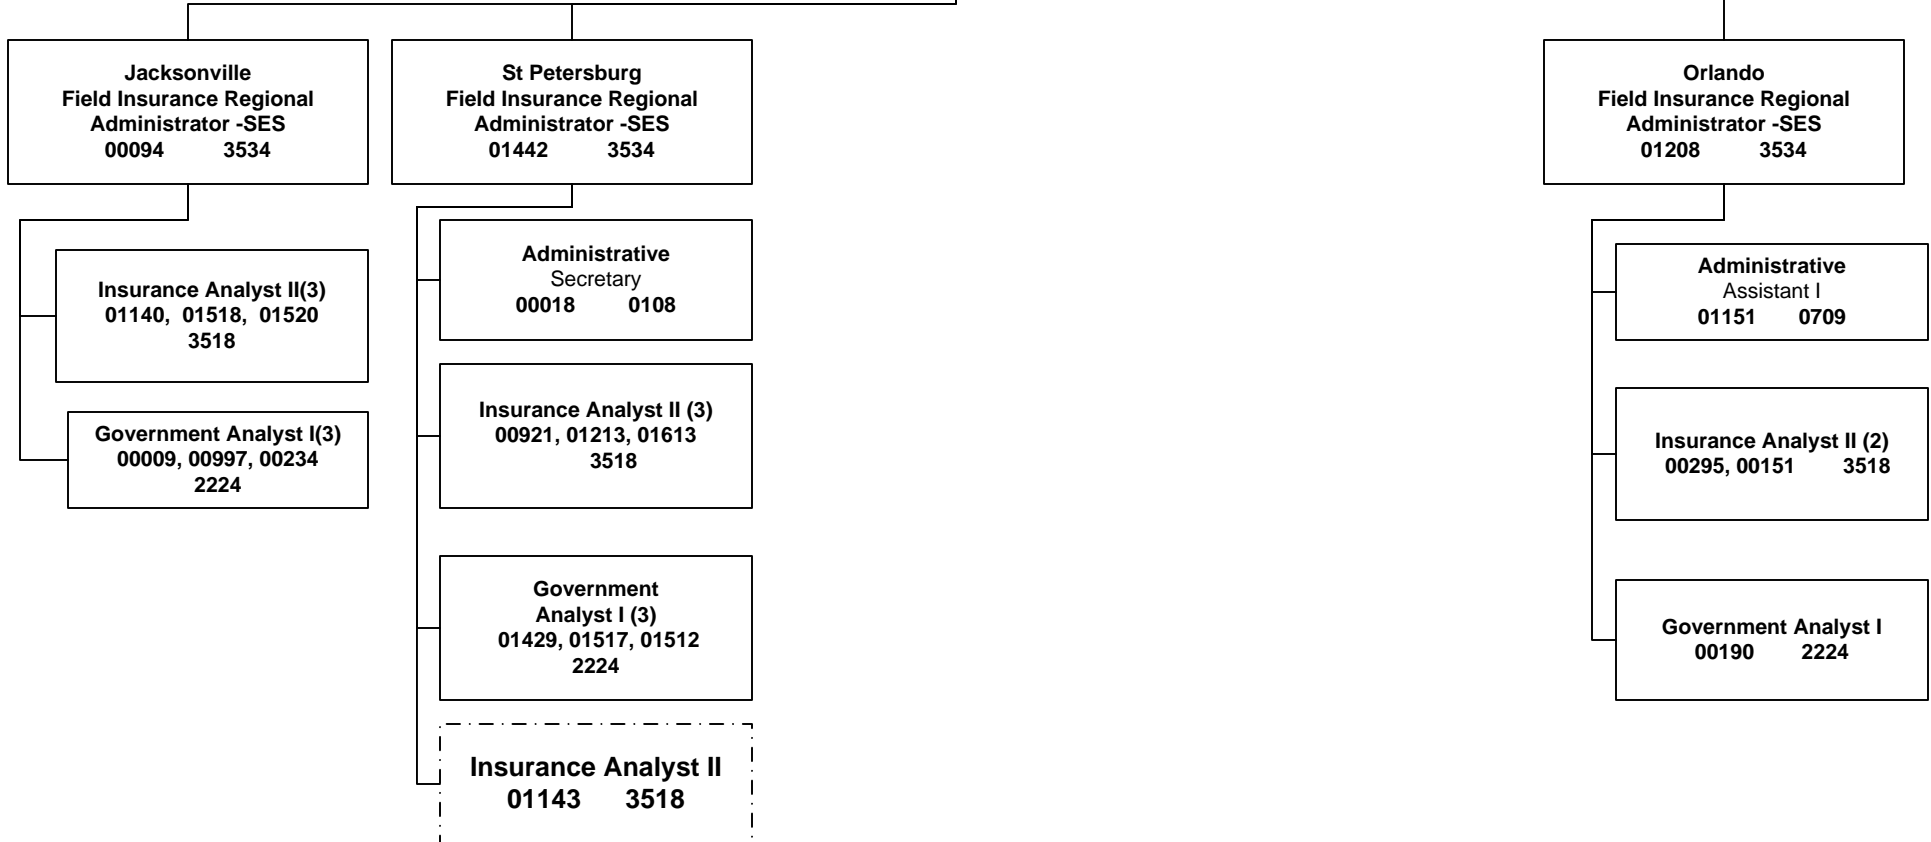 Jacksonville
Field Insurance Regional
Administrator -SES
00094 3534
Insurance Analyst II(3)
01140, 01518, 01520
3518
Government Analyst I(3)
00009, 00997, 00234
2224
St Petersburg
Field Insurance Regional
Administrator -SES
01442 3534
Administrative
Secretary
00018 0108
Insurance Analyst II (3)
00921, 01213, 01613
3518
Government
Analyst I (3)
01429, 01517, 01512
2224
Insurance Analyst II
01143 3518
Orlando
Field Insurance Regional
Administrator -SES
01208 3534
Administrative
Assistant I
01151 0709
Insurance Analyst II (2)
00295, 00151 3518
Government Analyst I
00190 2224